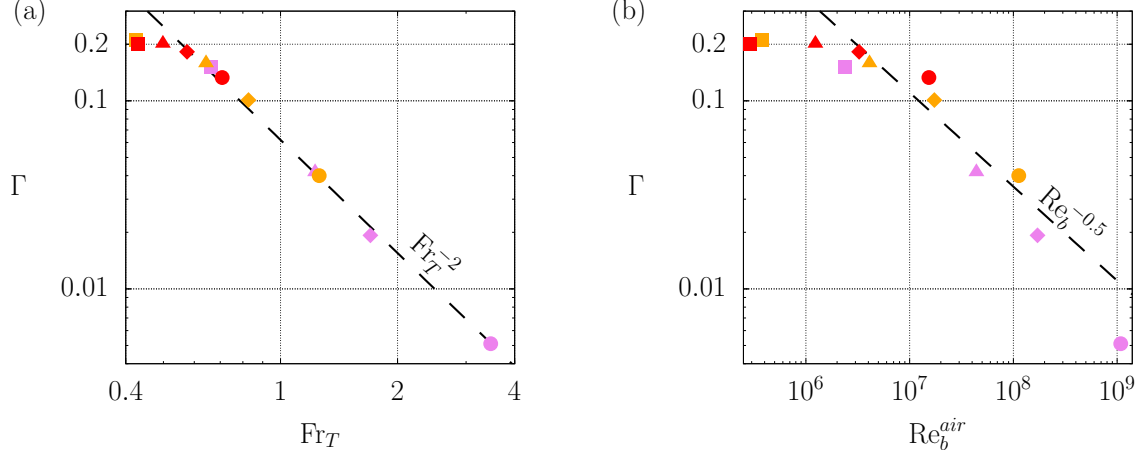 (a)
0.2
0.1
0.01
Γ
Fr_T^{-2}
0.4 1 2 4
Fr_T
(b)
0.2
0.1
0.01
Γ
Re_b^{-0.5}
10^6 10^7 10^8 10^9
Re_b^{air}